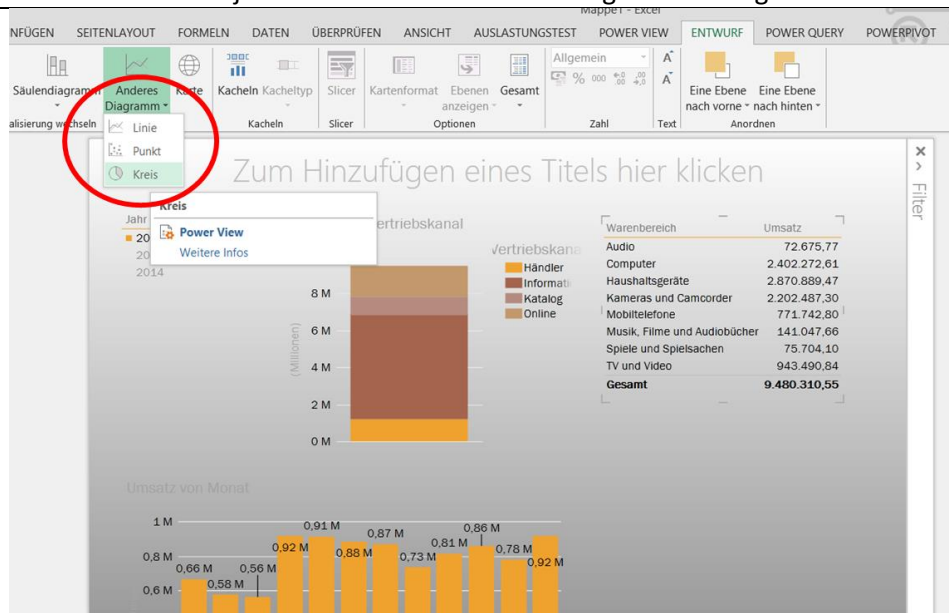 Mappe1 - Excel
NFÜGEN SEITENLAYOUT FORMELN DATEN ÜBERPRÜFEN ANSICHT AUSLASTUNGSTEST POWER VIEW ENTWURF POWER QUERY POWERPIVOT
Säulendiagramm Anderes Diagramm Karte Kacheln Kacheltyp Slicer Kartenformat Ebenen anzeigen Gesamt Allgemein % 000 Eine Ebene nach vorne Eine Ebene nach hinten
alisierung wechseln Kacheln Slicer Optionen Zahl Text Anordnen
Linie
Punkt
Kreis
Zum Hinzufügen eines Titels hier klicken
Filter
Kreis
Power View
Weitere Infos
Jahr
20
20
2014
ertriebskanal
Vertriebskana
Händler
Informati
Katalog
Online
8 M
6 M
4 M
2 M
0 M
(Millionen)
Warenbereich Umsatz
Audio 72.675,77
Computer 2.402.272,61
Haushaltsgeräte 2.870.889,47
Kameras und Camcorder 2.202.487,30
Mobiltelefone 771.742,80
Musik, Filme und Audiobücher 141.047,66
Spiele und Spielsachen 75.704,10
TV und Video 943.490,84
Gesamt 9.480.310,55
Umsatz von Monat
1 M
0,8 M
0,6 M
0,66 M 0,58 M 0,56 M 0,92 M 0,91 M 0,88 M 0,87 M 0,73 M 0,81 M 0,86 M 0,78 M 0,92 M